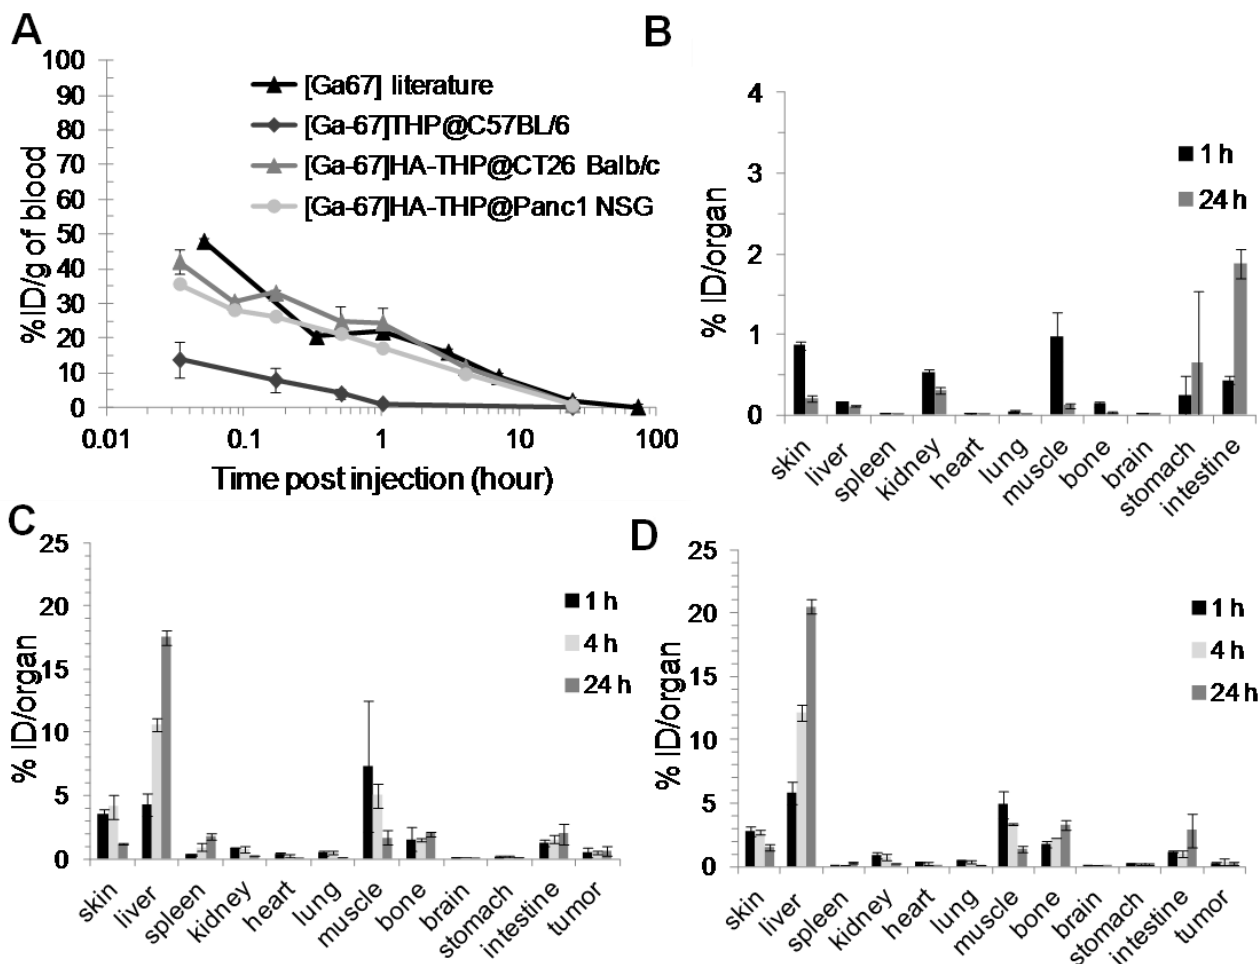 A
100
90
80
70
60
50
40
30
20
10
0
%ID/g of blood
[Ga67] literature
[Ga-67]THP@C57BL/6
[Ga-67]HA-THP@CT26 Balb/c
[Ga-67]HA-THP@Panc1 NSG
0.01 0.1 1 10 100
Time post injection (hour)
B
4
3
2
1
0
% ID/organ
1 h
24 h
skin liver spleen kidney heart lung muscle bone brain stomach intestine
C
25
20
15
10
5
0
% ID/organ
1 h
4 h
24 h
skin liver spleen kidney heart lung muscle bone brain stomach intestine tumor
D
25
20
15
10
5
0
% ID/organ
1 h
4 h
24 h
skin liver spleen kidney heart lung muscle bone brain stomach intestine tumor